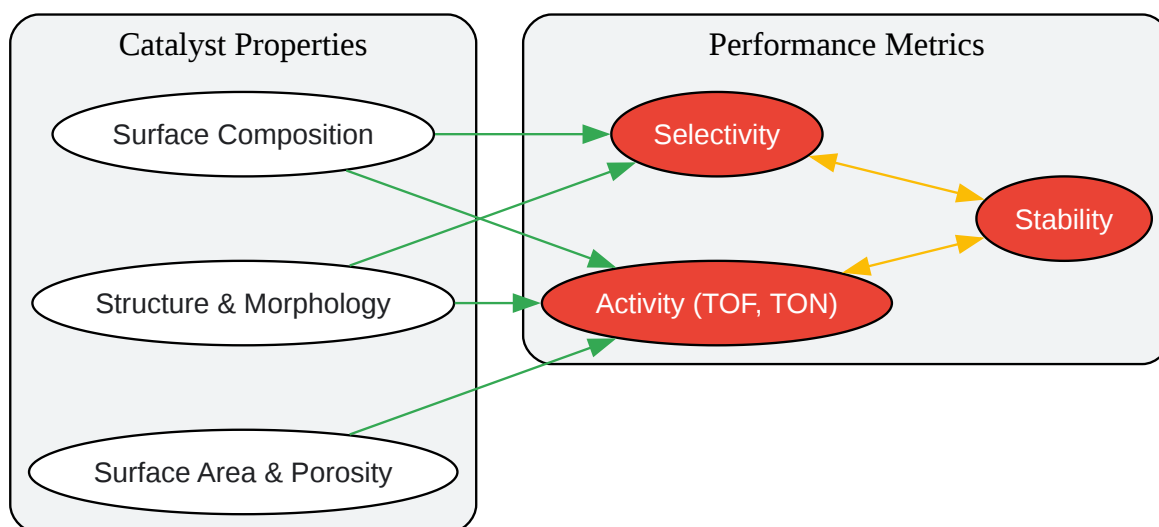 Catalyst Properties
Surface Composition
Structure & Morphology
Surface Area & Porosity
Performance Metrics
Selectivity
Stability
Activity (TOF, TON)